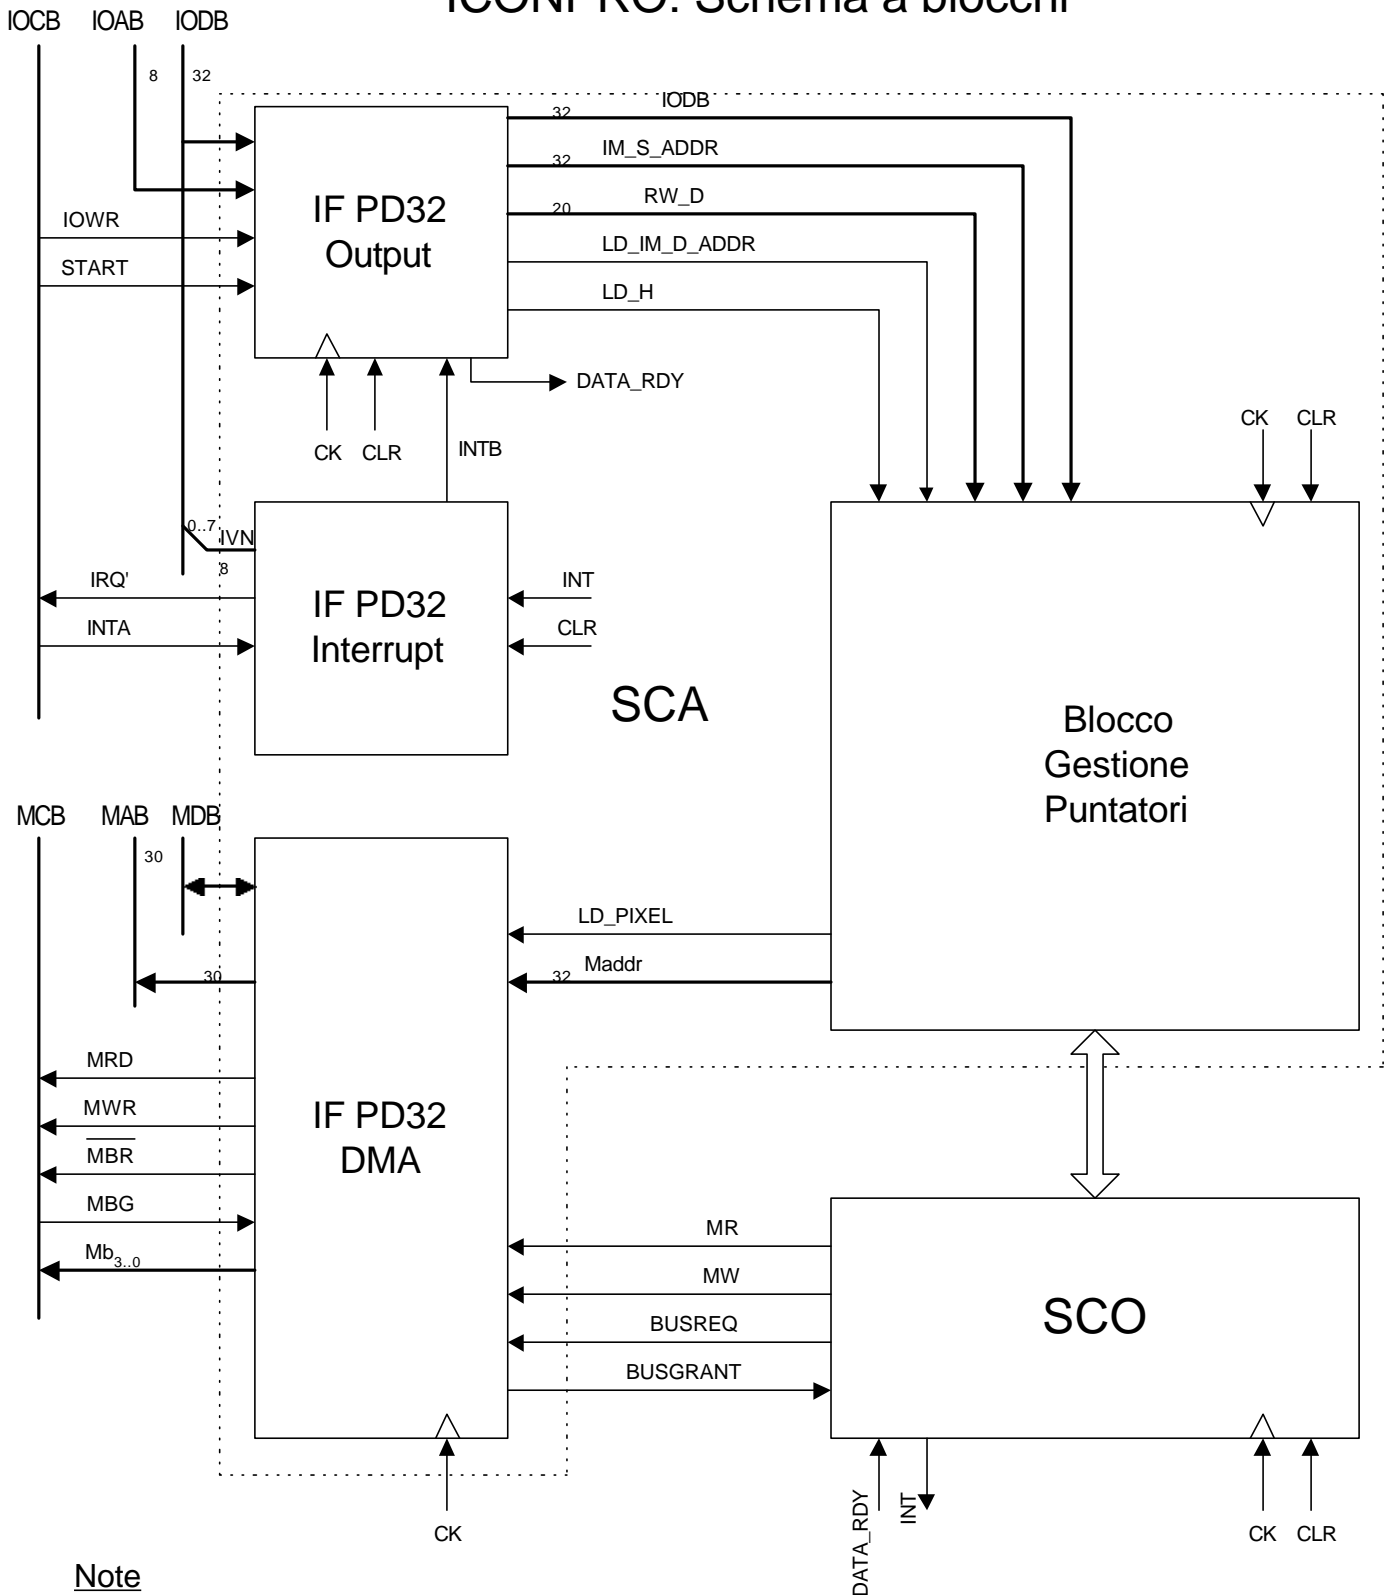 ICONPRO: Schema a blocchi
IOCB IOAB IODB
8 32
32 IODB
32 IM_S_ADDR
20 RW_D
LD_IM_D_ADDR
LD_H
IF PD32
Output
IOWR
START
DATA_RDY
CK CLR INTB
CK CLR
0..7 IVN
8
IRQ'
INTA
IF PD32
Interrupt
INT
CLR
SCA
Blocco
Gestione
Puntatori
MCB MAB MDB
30
LD_PIXEL
30
32 Maddr
MRD
MWR
MBR
MBG
Mb3..0
IF PD32
DMA
MR
MW
BUSREQ
BUSGRANT
SCO
CK
DATA_RDY
INT
CK CLR
Note